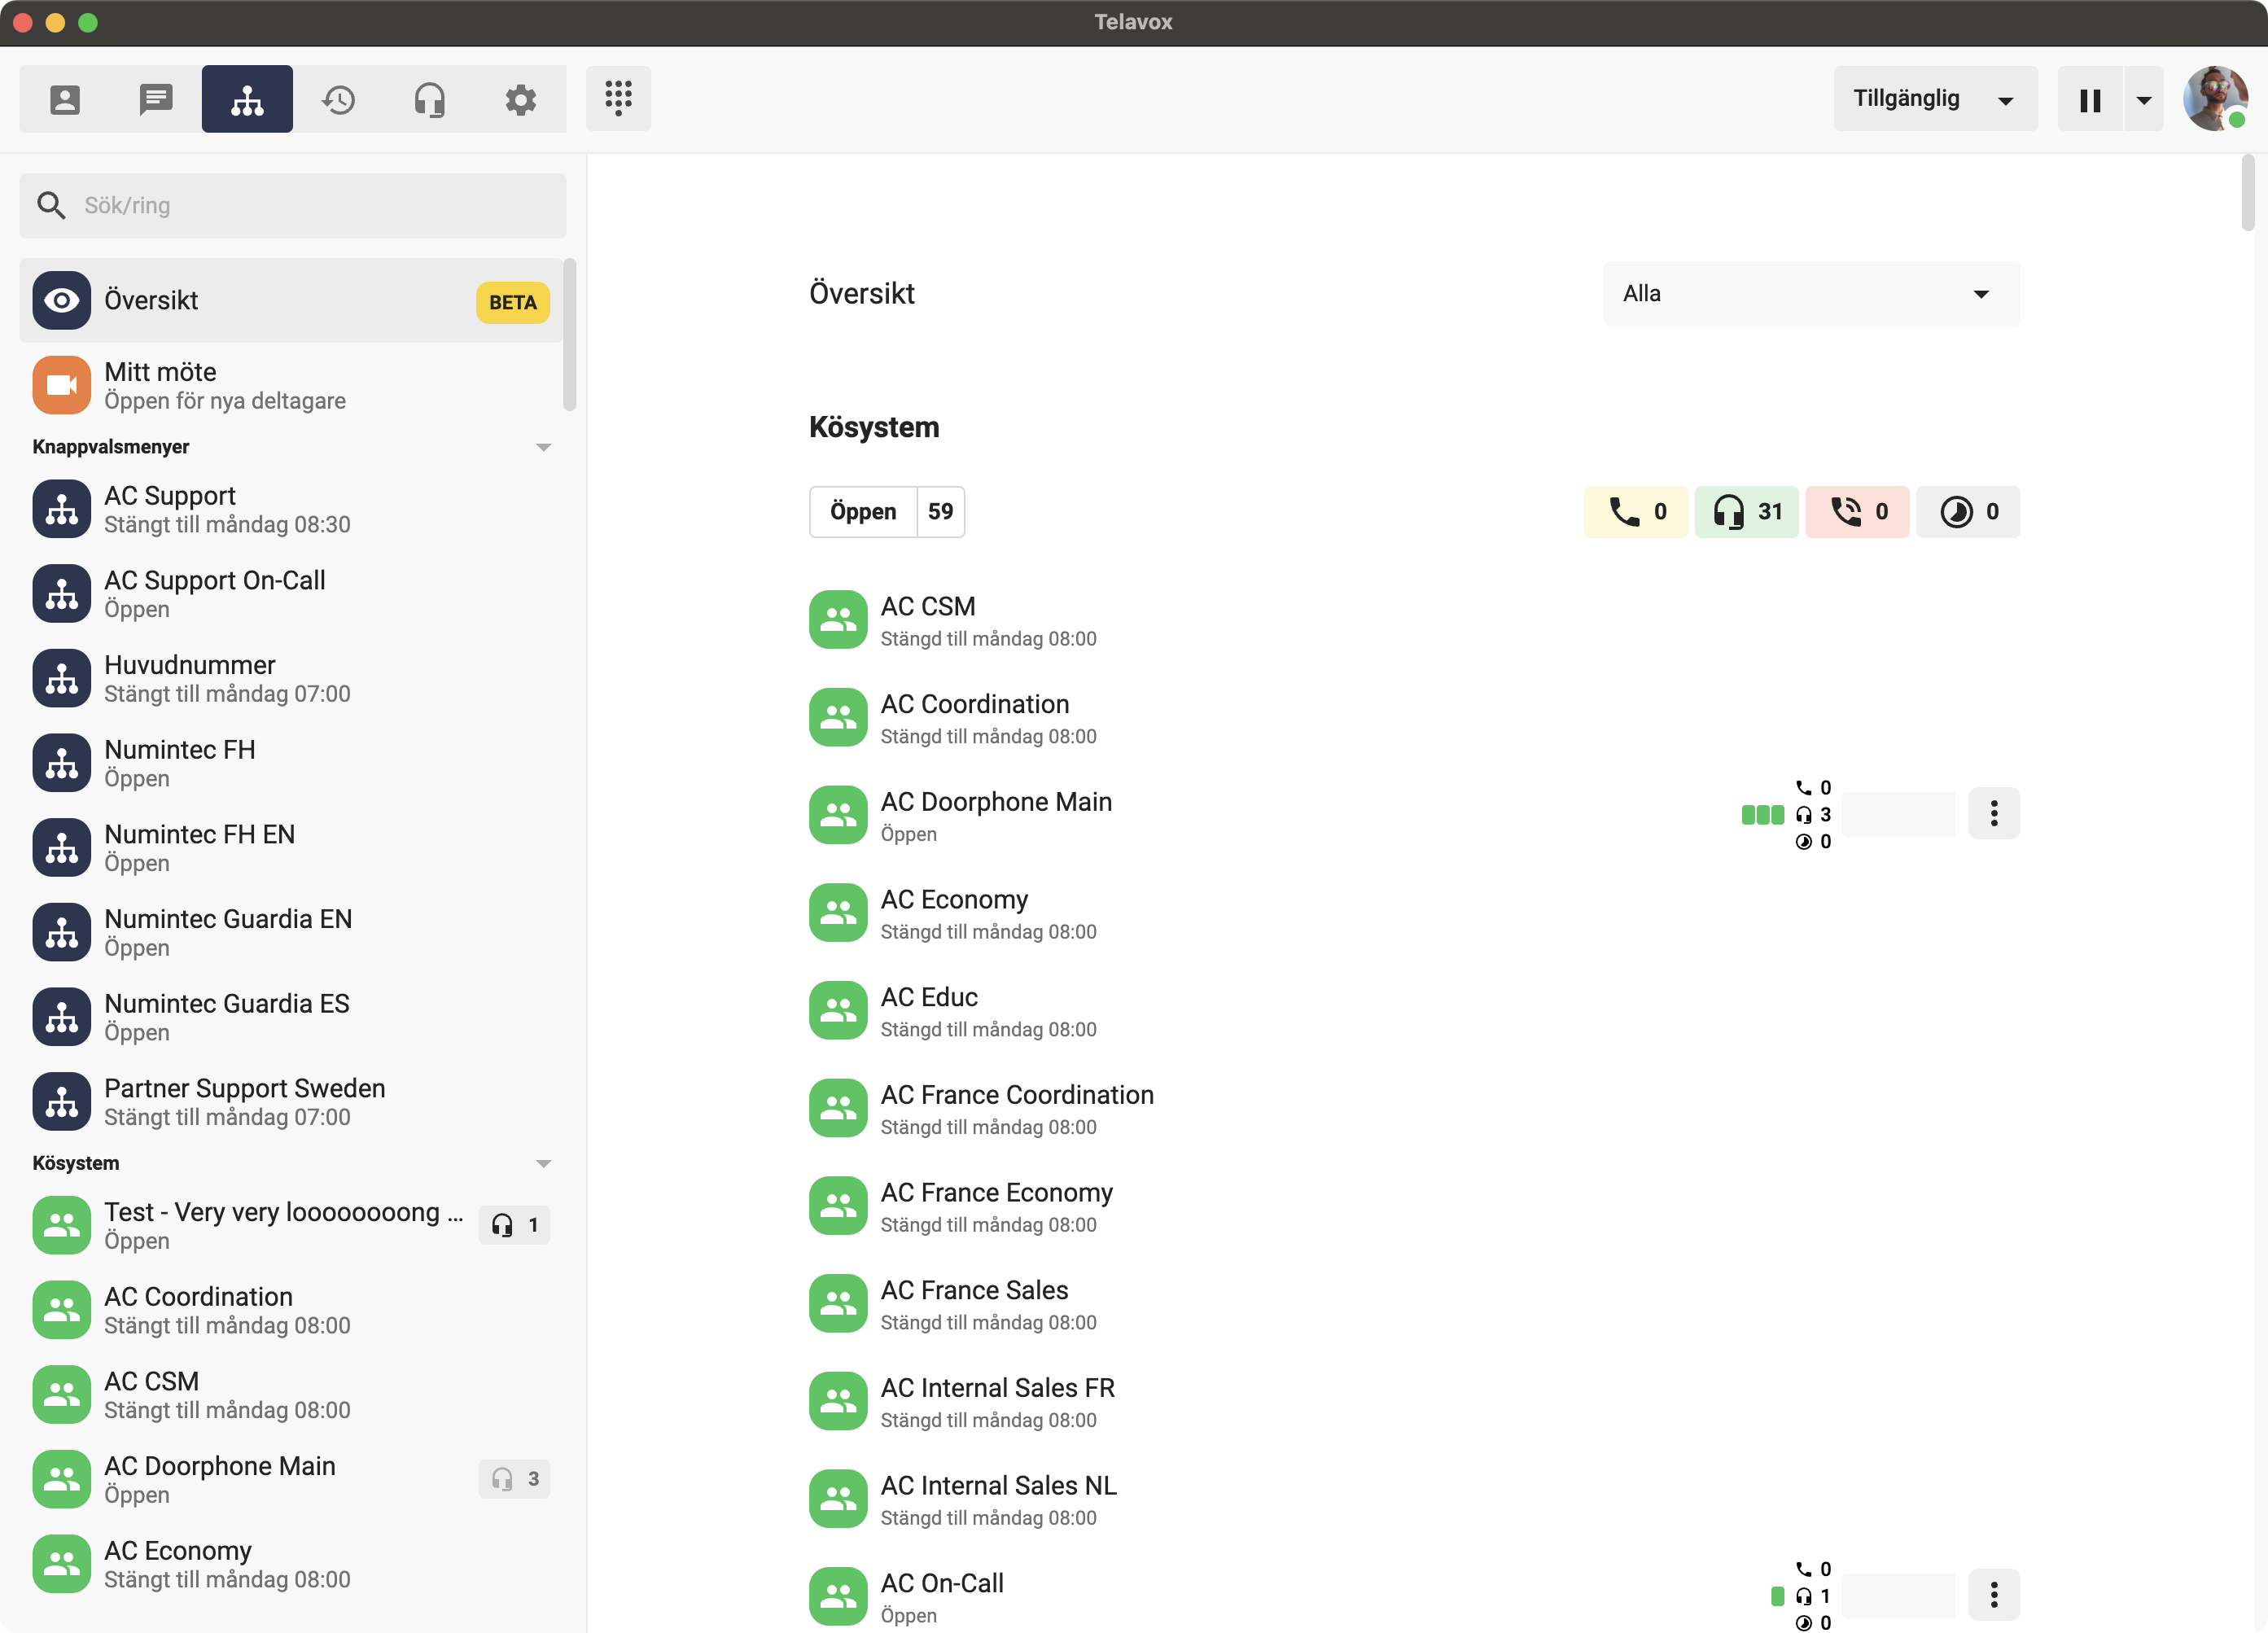 Telavox
Tillgänglig
Sök/ring
Översikt
BETA
Mitt möte
Öppen för nya deltagare
Knappvalsmenyer
AC Support
Stängt till måndag 08:30
AC Support On-Call
Öppen
Huvudnummer
Stängt till måndag 07:00
Numintec FH
Öppen
Numintec FH EN
Öppen
Numintec Guardia EN
Öppen
Numintec Guardia ES
Öppen
Partner Support Sweden
Stängt till måndag 07:00
Kösystem
Test - Very very loooooooong ...
1
Öppen
AC Coordination
Stängt till måndag 08:00
AC CSM
Stängt till måndag 08:00
AC Doorphone Main
3
Öppen
AC Economy
Stängt till måndag 08:00
Översikt
Alla
Kösystem
Öppen 59
0 31 0 0
AC CSM
Stängd till måndag 08:00
AC Coordination
Stängd till måndag 08:00
AC Doorphone Main
Öppen
0
3
0
AC Economy
Stängd till måndag 08:00
AC Educ
Stängd till måndag 08:00
AC France Coordination
Stängd till måndag 08:00
AC France Economy
Stängd till måndag 08:00
AC France Sales
Stängd till måndag 08:00
AC Internal Sales FR
Stängd till måndag 08:00
AC Internal Sales NL
Stängd till måndag 08:00
AC On-Call
Öppen
0
1
0